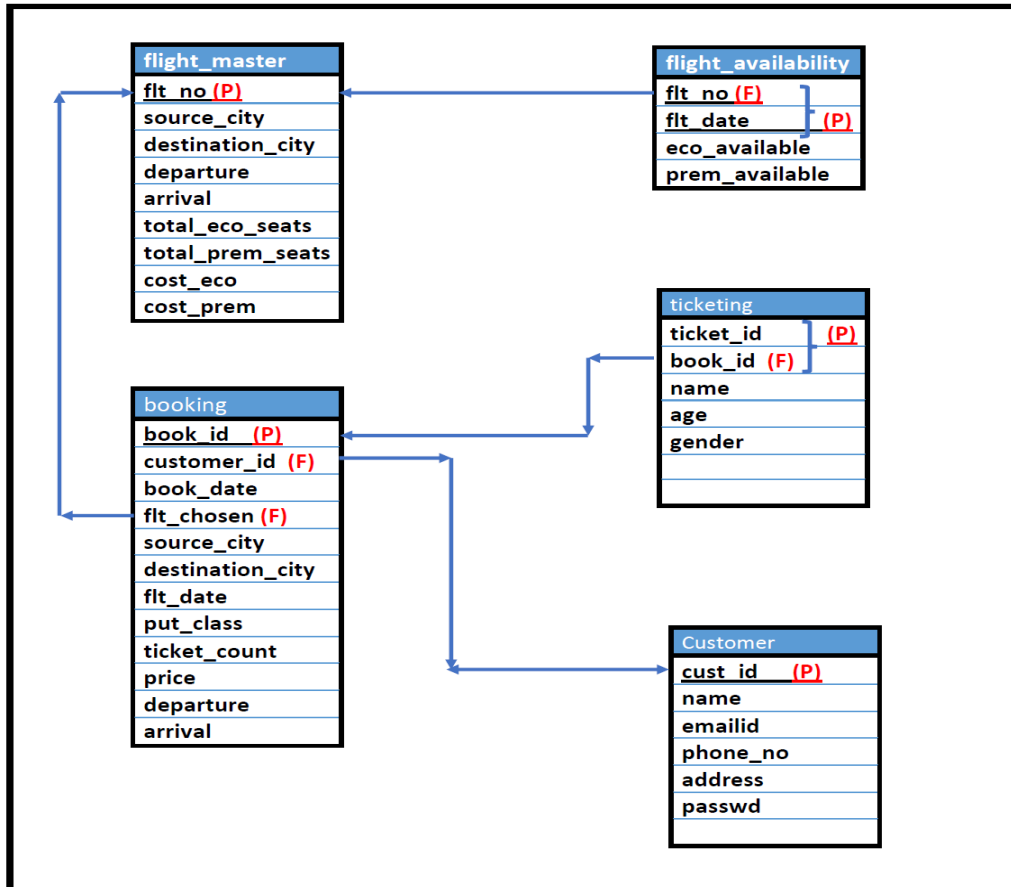 flight_master
flt_no (P)
source_city
destination_city
departure
arrival
total_eco_seats
total_prem_seats
cost_eco
cost_prem
flight_availability
flt_no (F)
flt_date (P)
eco_available
prem_available
ticketing
ticket_id (P)
book_id (F)
name
age
gender
booking
book_id (P)
customer_id (F)
book_date
flt_chosen (F)
source_city
destination_city
flt_date
put_class
ticket_count
price
departure
arrival
Customer
cust_id (P)
name
emailid
phone_no
address
passwd